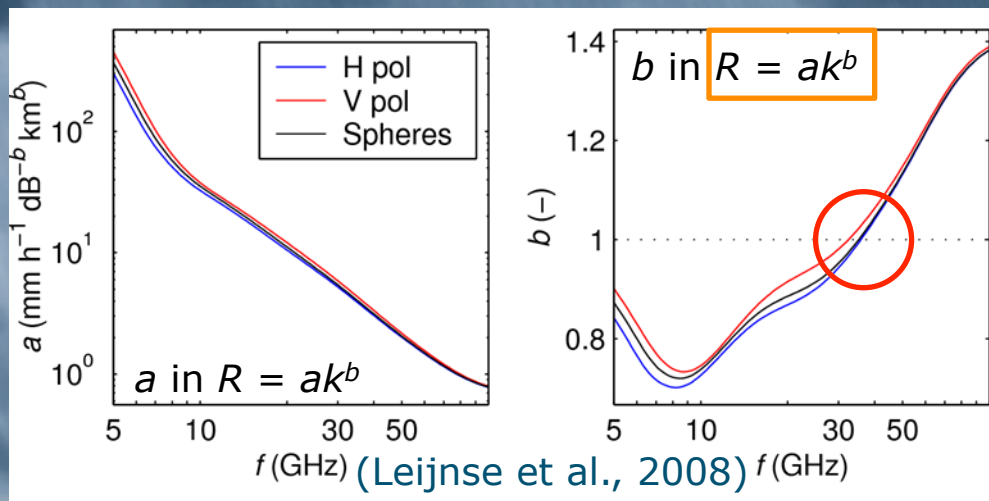 10²
10¹
10⁰
a (mm h⁻¹ dB⁻ᵇ kmᵇ)
H pol
V pol
Spheres
a in R = akᵇ
5 10 30 50
f (GHz)
1.4
1.2
1
0.8
b (−)
b in R = akᵇ
5 10 30 50
f (GHz)
(Leijnse et al., 2008)